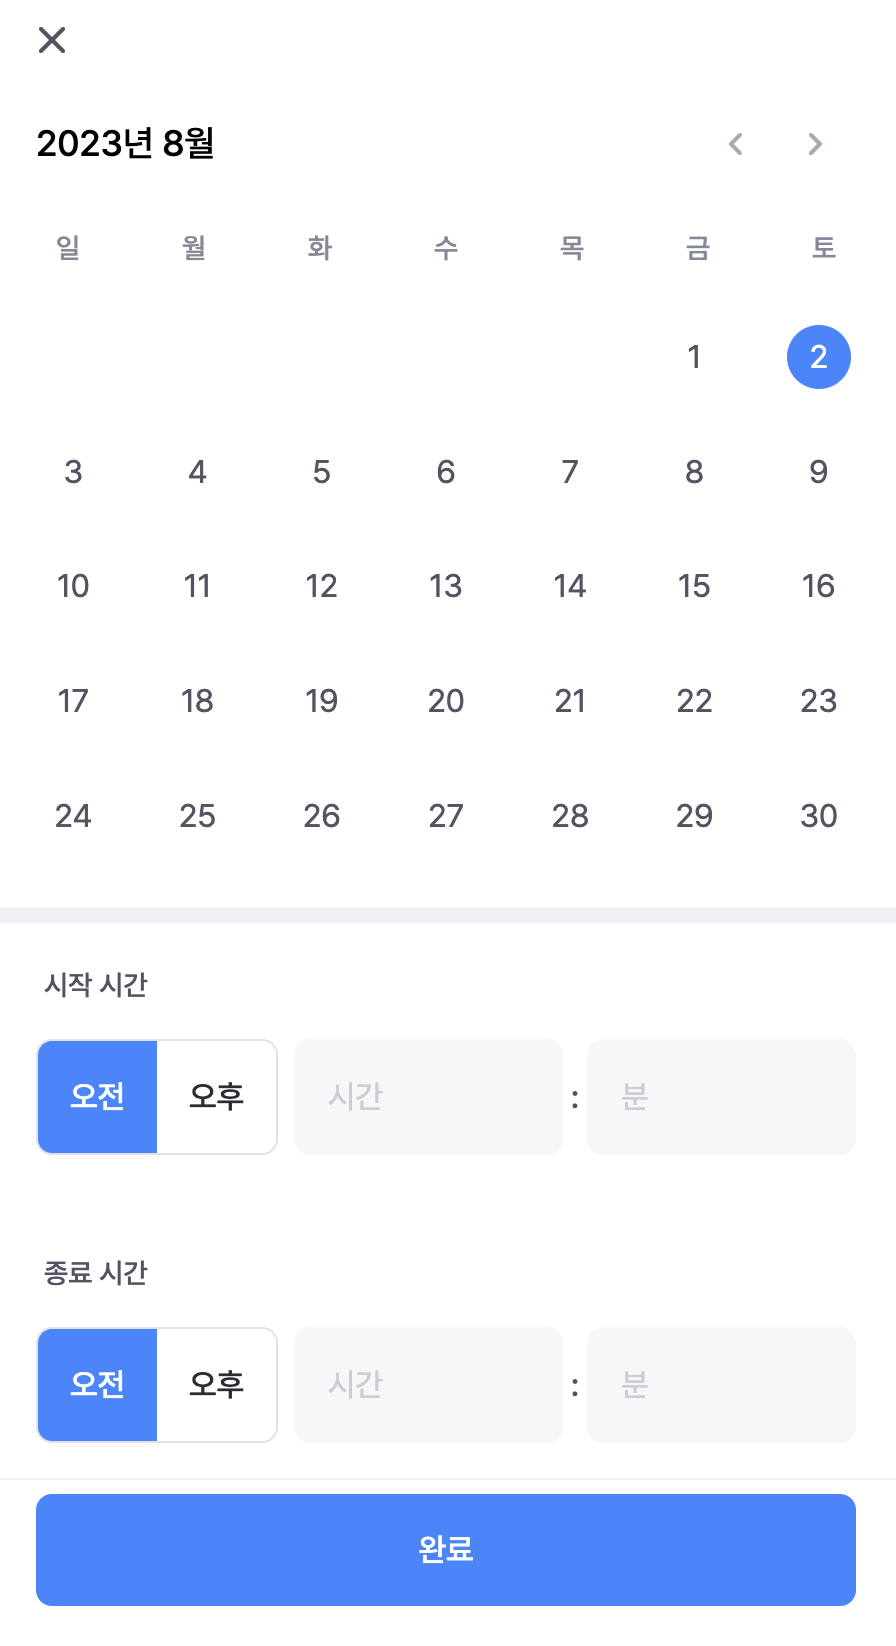 2023년 8월
일 월 화 수 목 금 토
1 2
3 4 5 6 7 8 9
10 11 12 13 14 15 16
17 18 19 20 21 22 23
24 25 26 27 28 29 30
시작 시간
오전 오후 시간 : 분
종료 시간
오전 오후 시간 : 분
완료